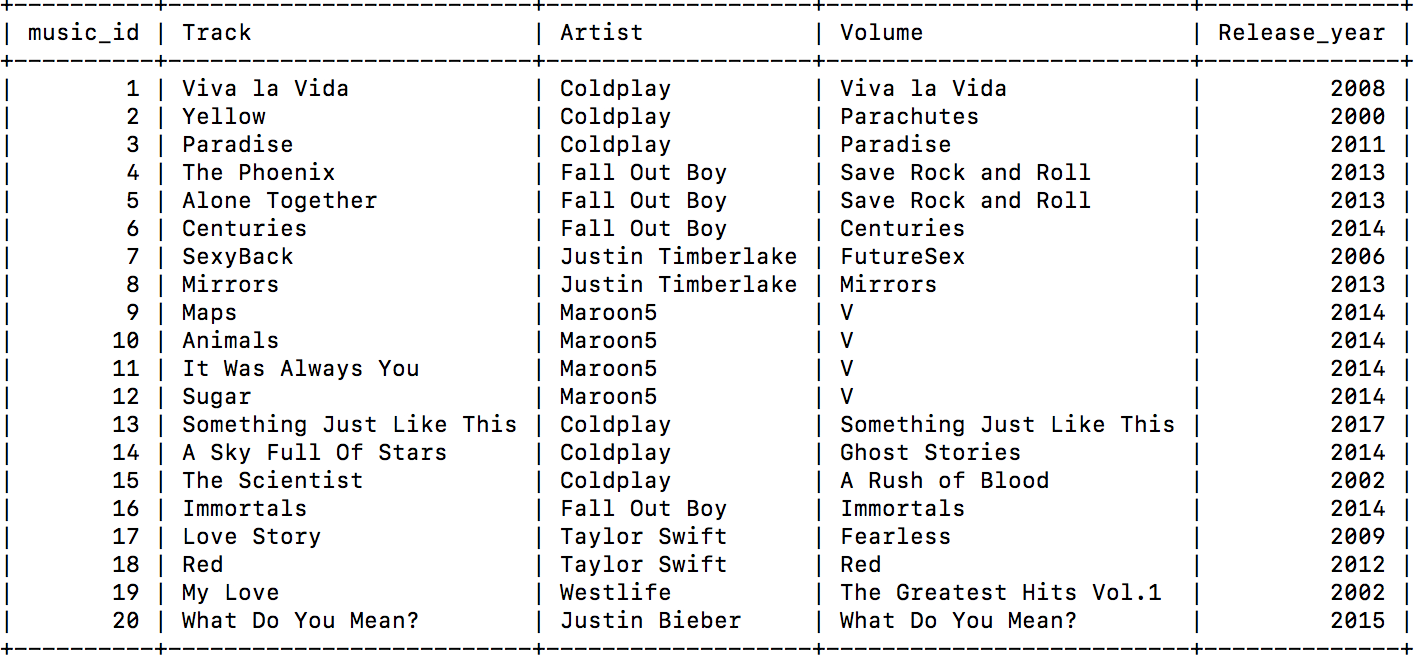 +----------+--------------------------+-------------------+--------------------------+--------------+
| music_id | Track                    | Artist            | Volume                   | Release_year |
+----------+--------------------------+-------------------+--------------------------+--------------+
|        1 | Viva la Vida             | Coldplay          | Viva la Vida             |         2008 |
|        2 | Yellow                   | Coldplay          | Parachutes               |         2000 |
|        3 | Paradise                 | Coldplay          | Paradise                 |         2011 |
|        4 | The Phoenix              | Fall Out Boy      | Save Rock and Roll       |         2013 |
|        5 | Alone Together           | Fall Out Boy      | Save Rock and Roll       |         2013 |
|        6 | Centuries                | Fall Out Boy      | Centuries                |         2014 |
|        7 | SexyBack                 | Justin Timberlake | FutureSex                |         2006 |
|        8 | Mirrors                  | Justin Timberlake | Mirrors                  |         2013 |
|        9 | Maps                     | Maroon5           | V                        |         2014 |
|       10 | Animals                  | Maroon5           | V                        |         2014 |
|       11 | It Was Always You        | Maroon5           | V                        |         2014 |
|       12 | Sugar                    | Maroon5           | V                        |         2014 |
|       13 | Something Just Like This | Coldplay          | Something Just Like This |         2017 |
|       14 | A Sky Full Of Stars      | Coldplay          | Ghost Stories            |         2014 |
|       15 | The Scientist            | Coldplay          | A Rush of Blood          |         2002 |
|       16 | Immortals                | Fall Out Boy      | Immortals                |         2014 |
|       17 | Love Story               | Taylor Swift      | Fearless                 |         2009 |
|       18 | Red                      | Taylor Swift      | Red                      |         2012 |
|       19 | My Love                  | Westlife          | The Greatest Hits Vol.1  |         2002 |
|       20 | What Do You Mean?        | Justin Bieber     | What Do You Mean?        |         2015 |
+----------+--------------------------+-------------------+--------------------------+--------------+